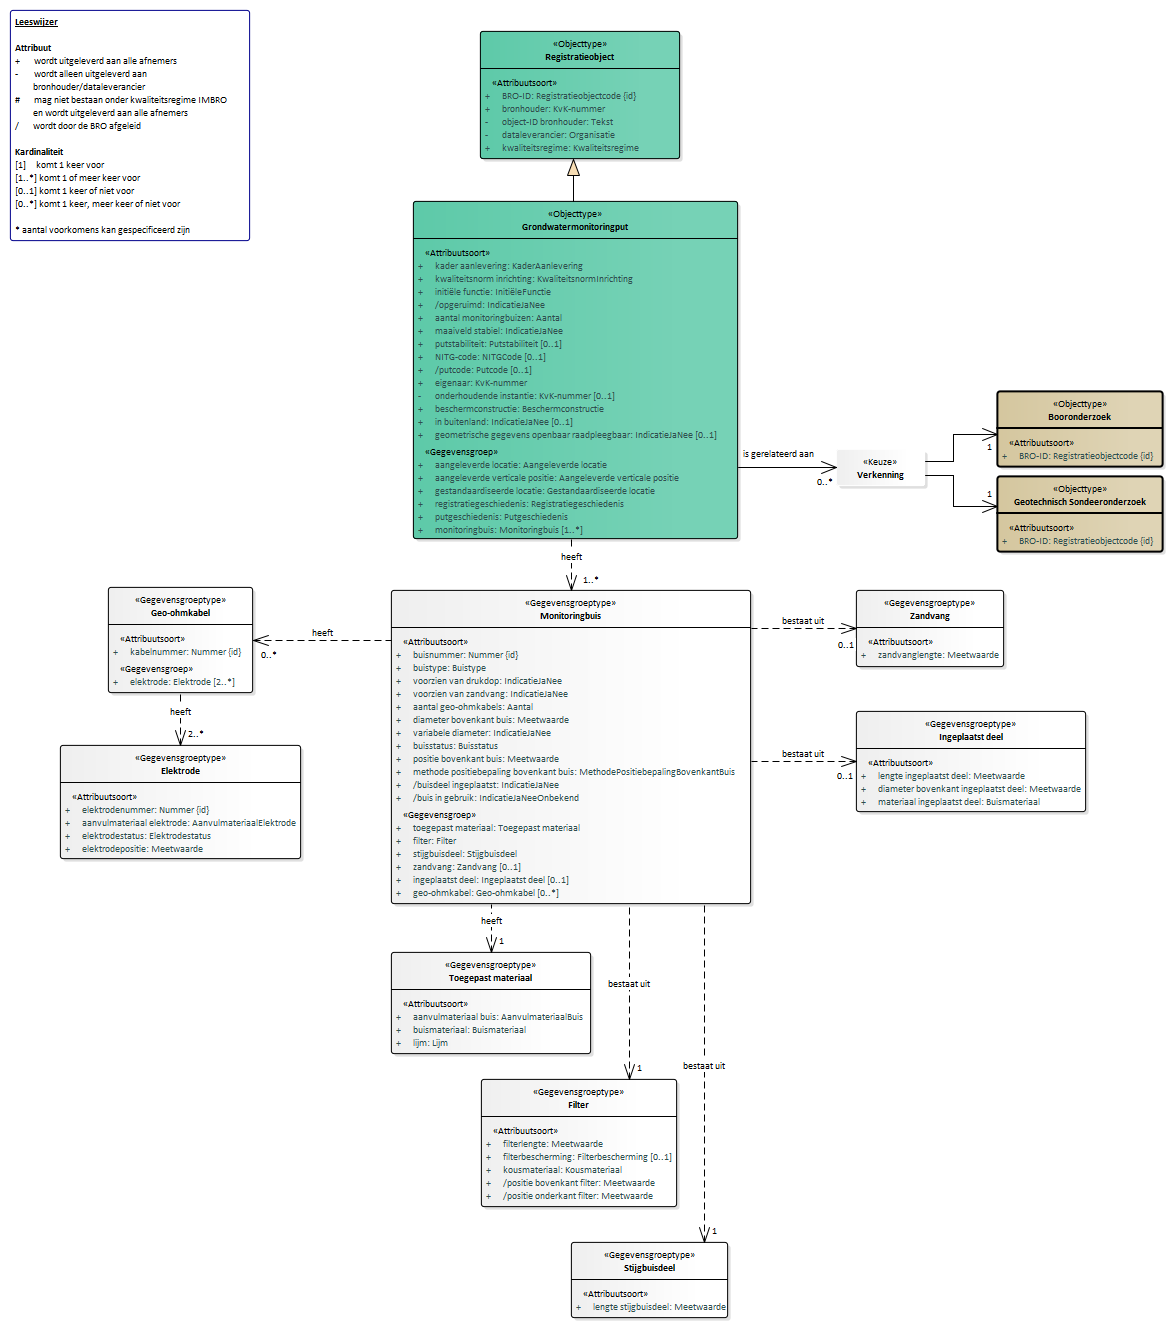 Leeswijzer
Attribuut
+ wordt uitgeleverd aan alle afnemers
- wordt alleen uitgeleverd aan
bronhouder/dataleverancier
# mag niet bestaan onder kwaliteitsregime IMBRO
en wordt uitgeleverd aan alle afnemers
/ wordt door de BRO afgeleid
Kardinaliteit
[1] komt 1 keer voor
[1..*] komt 1 of meer keer voor
[0..1] komt 1 keer of niet voor
[0..*] komt 1 keer, meer keer of niet voor
* aantal voorkomens kan gespecificeerd zijn
«Objecttype»
Registratieobject
«Attribuutsoort»
+ BRO-ID: Registratieobjectcode {id}
+ bronhouder: KvK-nummer
- object-ID bronhouder: Tekst
- dataleverancier: Organisatie
+ kwaliteitsregime: Kwaliteitsregime
«Objecttype»
Grondwatermonitoringput
«Attribuutsoort»
+ kader aanlevering: KaderAanlevering
+ kwaliteitsnorm inrichting: KwaliteitsnormInrichting
+ initiële functie: InitiëleFunctie
+ /opgeruimd: IndicatieJaNee
+ aantal monitoringbuizen: Aantal
+ maaiveld stabiel: IndicatieJaNee
+ putstabiliteit: Putstabiliteit [0..1]
+ NITG-code: NITGCode [0..1]
+ /putcode: Putcode [0..1]
+ eigenaar: KvK-nummer
- onderhoudende instantie: KvK-nummer [0..1]
+ beschermconstructie: Beschermconstructie
+ in buitenland: IndicatieJaNee [0..1]
+ geometrische gegevens openbaar raadpleegbaar: IndicatieJaNee [0..1]
«Gegevensgroep»
+ aangeleverde locatie: Aangeleverde locatie
+ aangeleverde verticale positie: Aangeleverde verticale positie
+ gestandaardiseerde locatie: Gestandaardiseerde locatie
+ registratiegeschiedenis: Registratiegeschiedenis
+ putgeschiedenis: Putgeschiedenis
+ monitoringbuis: Monitoringbuis [1..*]
is gerelateerd aan
0..*
«Keuze»
Verkenning
1
«Objecttype»
Booronderzoek
«Attribuutsoort»
+ BRO-ID: Registratieobjectcode {id}
1
«Objecttype»
Geotechnisch Sondeeronderzoek
«Attribuutsoort»
+ BRO-ID: Registratieobjectcode {id}
heeft
1..*
«Gegevensgroeptype»
Geo-ohmkabel
«Attribuutsoort»
+ kabelnummer: Nummer {id}
«Gegevensgroep»
+ elektrode: Elektrode [2..*]
heeft
0..*
heeft
2..*
«Gegevensgroeptype»
Elektrode
«Attribuutsoort»
+ elektrodenummer: Nummer {id}
+ aanvulmateriaal elektrode: AanvulmateriaalElektrode
+ elektrodestatus: Elektrodestatus
+ elektrodepositie: Meetwaarde
«Gegevensgroeptype»
Monitoringbuis
«Attribuutsoort»
+ buisnummer: Nummer {id}
+ buistype: Buistype
+ voorzien van drukdop: IndicatieJaNee
+ voorzien van zandvang: IndicatieJaNee
+ aantal geo-ohmkabels: Aantal
+ diameter bovenkant buis: Meetwaarde
+ variabele diameter: IndicatieJaNee
+ buisstatus: Buisstatus
+ positie bovenkant buis: Meetwaarde
+ methode positiebepaling bovenkant buis: MethodePositiebepalingBovenkantBuis
+ /buisdeel ingeplaatst: IndicatieJaNee
+ /buis in gebruik: IndicatieJaNeeOnbekend
«Gegevensgroep»
+ toegepast materiaal: Toegepast materiaal
+ filter: Filter
+ stijgbuisdeel: Stijgbuisdeel
+ zandvang: Zandvang [0..1]
+ ingeplaatst deel: Ingeplaatst deel [0..1]
+ geo-ohmkabel: Geo-ohmkabel [0..*]
bestaat uit
0..1
«Gegevensgroeptype»
Zandvang
«Attribuutsoort»
+ zandvanglengte: Meetwaarde
bestaat uit
0..1
«Gegevensgroeptype»
Ingeplaatst deel
«Attribuutsoort»
+ lengte ingeplaatst deel: Meetwaarde
+ diameter bovenkant ingeplaatst deel: Meetwaarde
+ materiaal ingeplaatst deel: Buismateriaal
heeft
1
«Gegevensgroeptype»
Toegepast materiaal
«Attribuutsoort»
+ aanvulmateriaal buis: AanvulmateriaalBuis
+ buismateriaal: Buismateriaal
+ lijm: Lijm
bestaat uit
1
«Gegevensgroeptype»
Filter
«Attribuutsoort»
+ filterlengte: Meetwaarde
+ filterbescherming: Filterbescherming [0..1]
+ kousmateriaal: Kousmateriaal
+ /positie bovenkant filter: Meetwaarde
+ /positie onderkant filter: Meetwaarde
bestaat uit
1
«Gegevensgroeptype»
Stijgbuisdeel
«Attribuutsoort»
+ lengte stijgbuisdeel: Meetwaarde